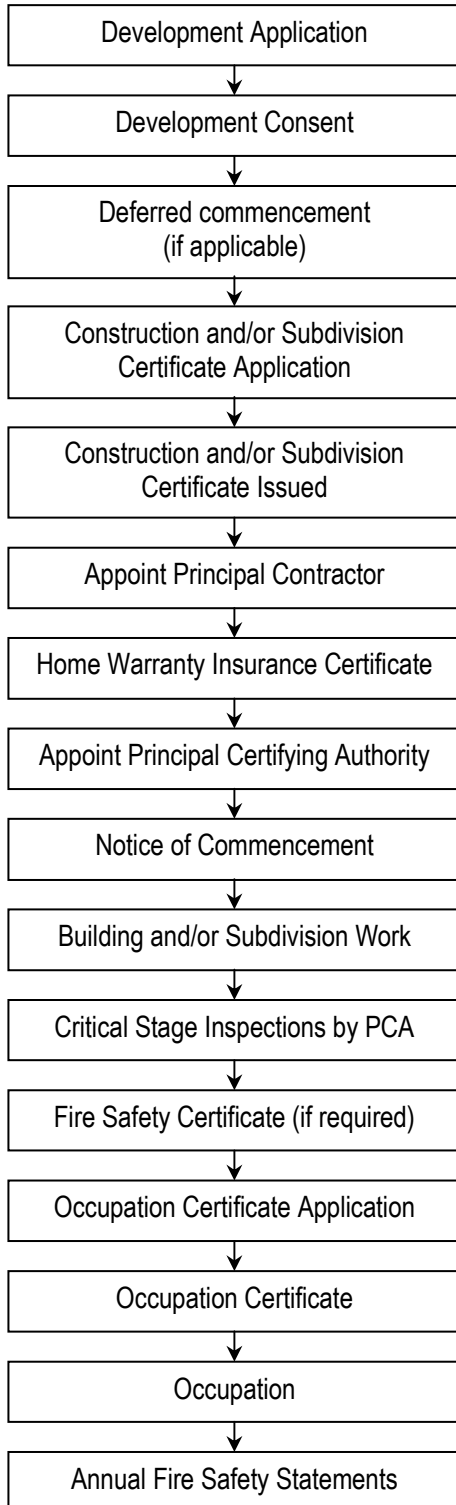 Development Application
Development Consent
Deferred commencement
(if applicable)
Construction and/or Subdivision
Certificate Application
Construction and/or Subdivision
Certificate Issued
Appoint Principal Contractor
Home Warranty Insurance Certificate
Appoint Principal Certifying Authority
Notice of Commencement
Building and/or Subdivision Work
Critical Stage Inspections by PCA
Fire Safety Certificate (if required)
Occupation Certificate Application
Occupation Certificate
Occupation
Annual Fire Safety Statements